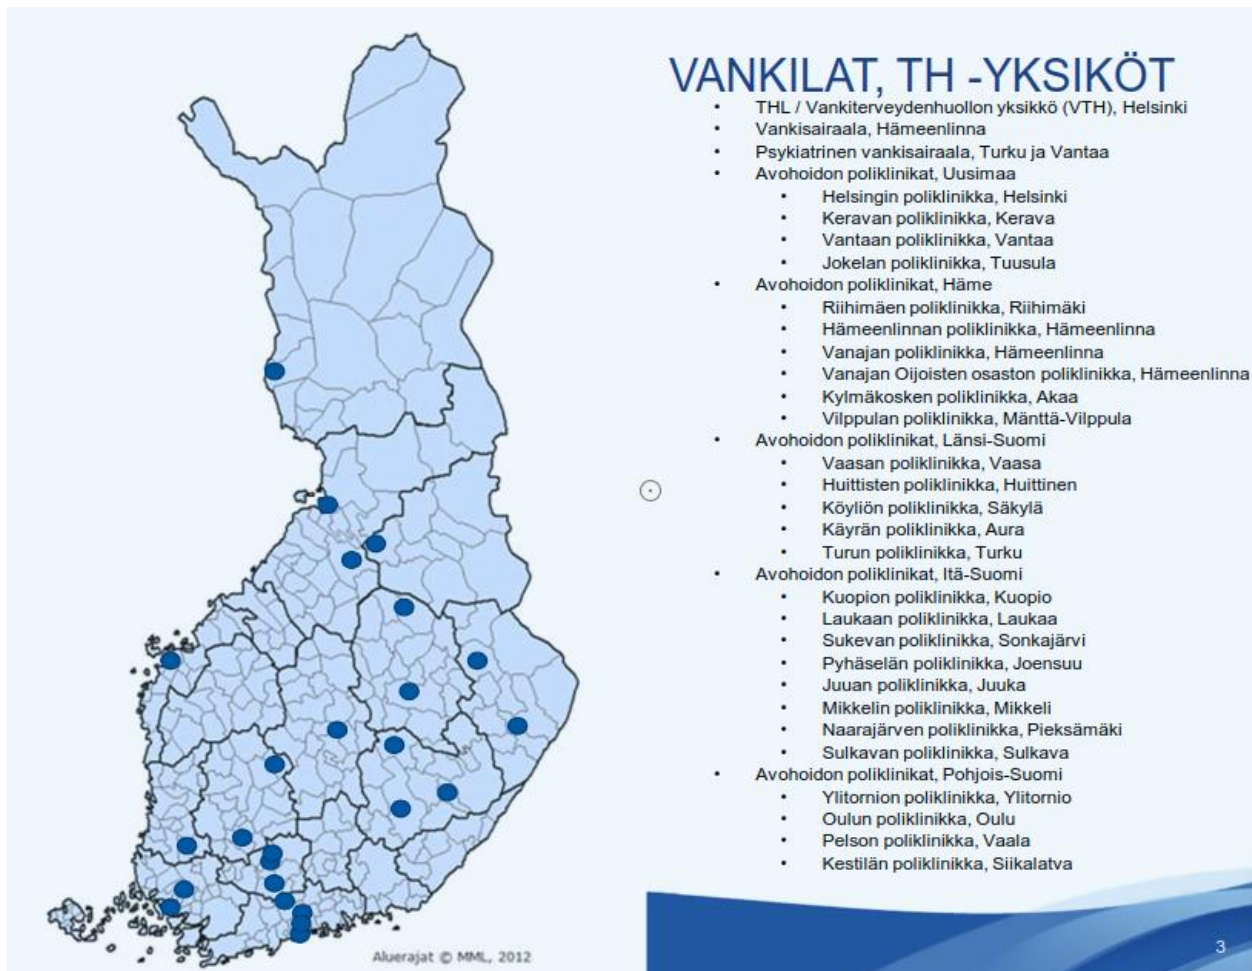 VANKILAT, TH -YKSIKÖT
• THL / Vankiterveydenhuollon yksikkö (VTH), Helsinki
• Vankisairaala, Hämeenlinna
• Psykiatrinen vankisairaala, Turku ja Vantaa
• Avohoidon poliklinikat, Uusimaa
• Helsingin poliklinikka, Helsinki
• Keravan poliklinikka, Kerava
• Vantaan poliklinikka, Vantaa
• Jokelan poliklinikka, Tuusula
• Avohoidon poliklinikat, Häme
• Riihimäen poliklinikka, Riihimäki
• Hämeenlinnan poliklinikka, Hämeenlinna
• Vanajan poliklinikka, Hämeenlinna
• Vanajan Oijoisten osaston poliklinikka, Hämeenlinna
• Kylmäkosken poliklinikka, Akaa
• Vilppulan poliklinikka, Mänttä-Vilppula
• Avohoidon poliklinikat, Länsi-Suomi
• Vaasan poliklinikka, Vaasa
• Huittisten poliklinikka, Huittinen
• Köyliön poliklinikka, Säkylä
• Käyrän poliklinikka, Aura
• Turun poliklinikka, Turku
• Avohoidon poliklinikat, Itä-Suomi
• Kuopion poliklinikka, Kuopio
• Laukaan poliklinikka, Laukaa
• Sukevan poliklinikka, Sonkajärvi
• Pyhäselän poliklinikka, Joensuu
• Juuan poliklinikka, Juuka
• Mikkelin poliklinikka, Mikkeli
• Naarajärven poliklinikka, Pieksämäki
• Sulkavan poliklinikka, Sulkava
• Avohoidon poliklinikat, Pohjois-Suomi
• Ylitornion poliklinikka, Ylitornio
• Oulun poliklinikka, Oulu
• Pelson poliklinikka, Vaala
• Kestilän poliklinikka, Siikalatva
Aluerajat © MML, 2012
3